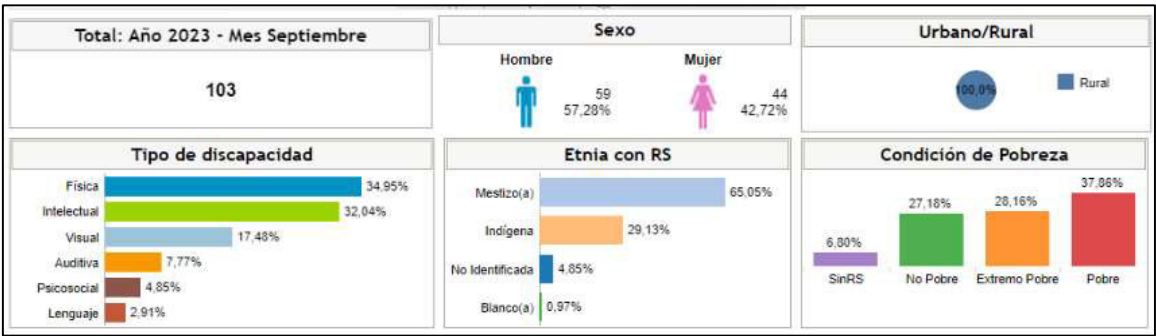 Total: Año 2023 - Mes Septiembre
103
Sexo
Hombre
59
57,28%
Mujer
44
42,72%
Urbano/Rural
100,0%
Rural
Tipo de discapacidad
Física 34,95%
Intelectual 32,04%
Visual 17,48%
Auditiva 7,77%
Psicosocial 4,85%
Lenguaje 2,91%
Etnia con RS
Mestizo(a) 65,05%
Indígena 29,13%
No Identificada 4,85%
Blanco(a) 0,97%
Condición de Pobreza
6,80%
27,18%
28,16%
37,86%
SinRS
No Pobre
Extremo Pobre
Pobre